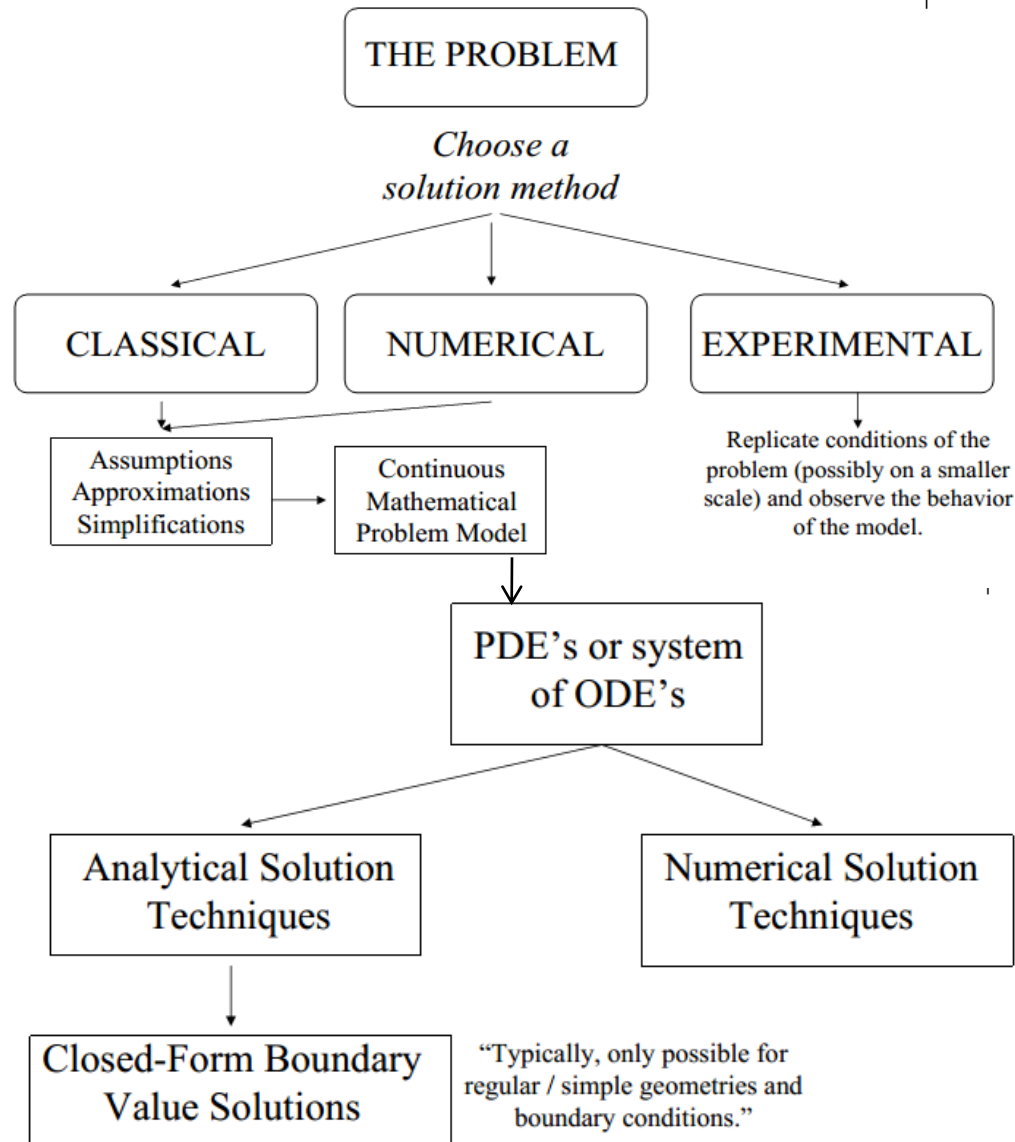 THE PROBLEM
Choose a
solution method
CLASSICAL
NUMERICAL
EXPERIMENTAL
Assumptions
Approximations
Simplifications
Continuous
Mathematical
Problem Model
Replicate conditions of the
problem (possibly on a smaller
scale) and observe the behavior
of the model.
PDE’s or system
of ODE’s
Analytical Solution
Techniques
Numerical Solution
Techniques
Closed-Form Boundary
Value Solutions
“Typically, only possible for
regular / simple geometries and
boundary conditions.”